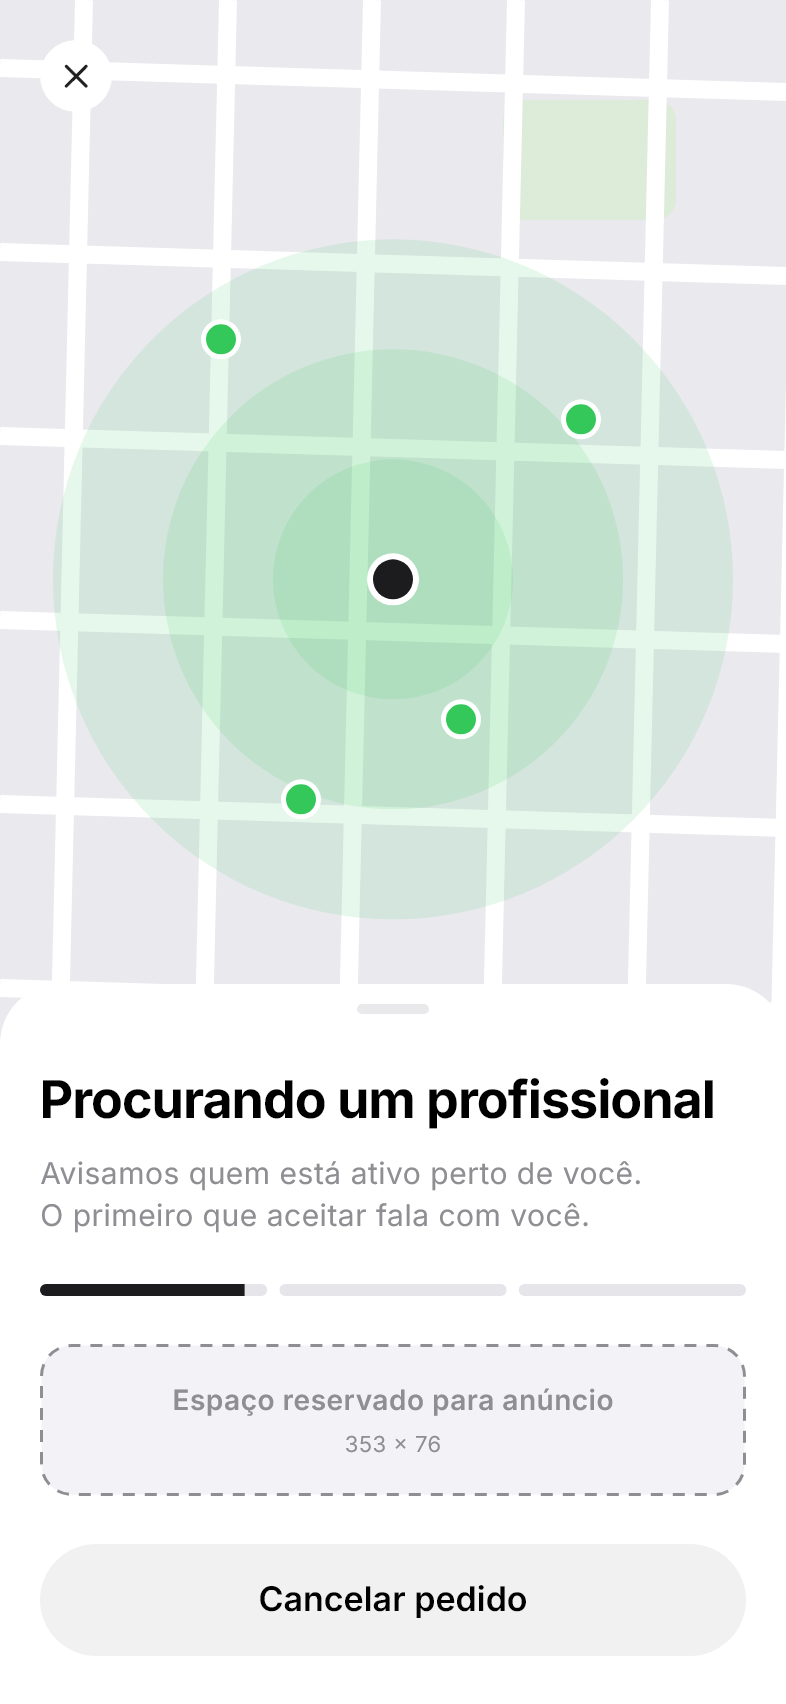 Procurando um profissional
Avisamos quem está ativo perto de você.
O primeiro que aceitar fala com você.
Espaço reservado para anúncio
353 × 76
Cancelar pedido